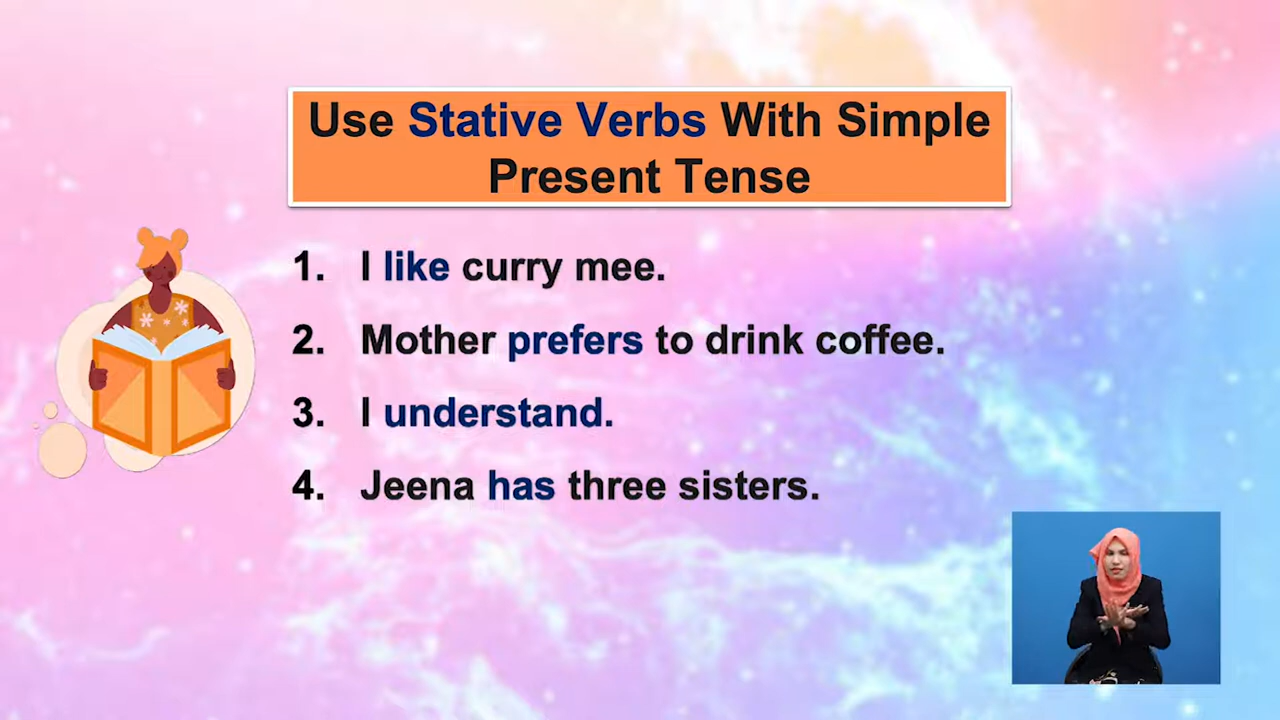 Use Stative Verbs With Simple
Present Tense
1. I like curry mee.
2. Mother prefers to drink coffee.
3. I understand.
4. Jeena has three sisters.